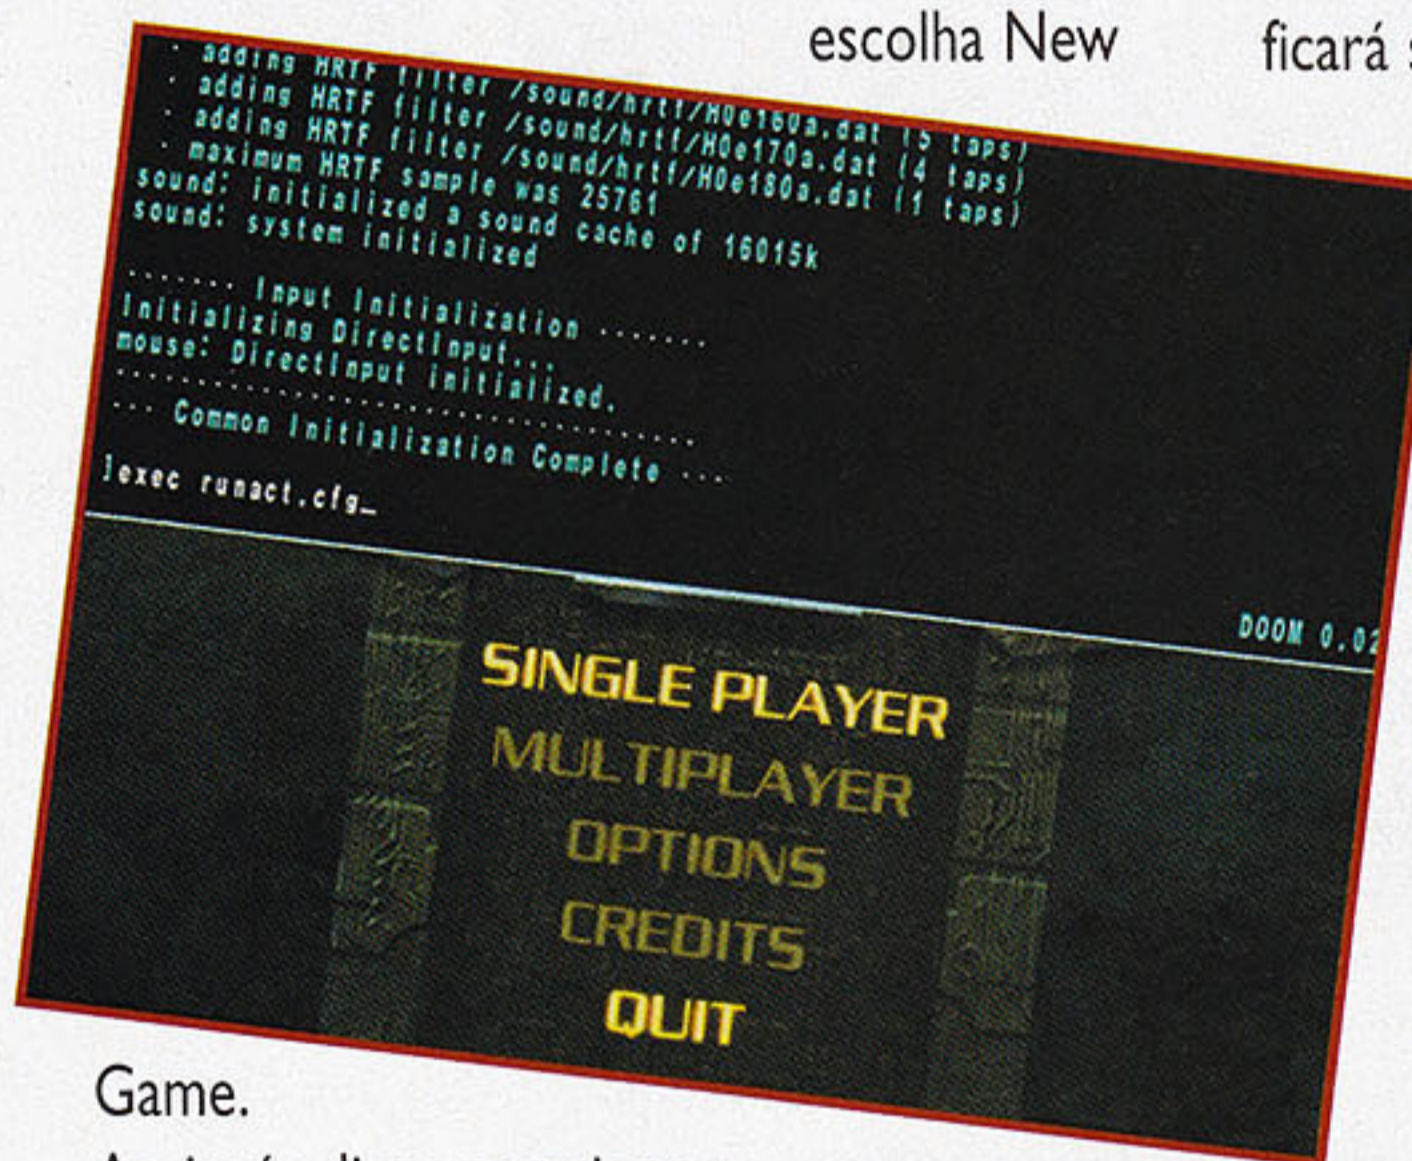 escolha New
ficará
· adding HRTF filter /sound/hrtf/H0e160a.dat (5 taps)
· adding HRTF filter /sound/hrtf/H0e170a.dat (4 taps)
· adding HRTF filter /sound/hrtf/H0e180a.dat (1 taps)
· maximum HRTF sample was 25761
sound: initialized a sound cache of 16015k
sound: system initialized
....... Input Initialization .......
Initializing DirectInput...
mouse: DirectInput initialized.
....................................
... Common Initialization Complete ...
]exec runact.cfg_
DOOM 0.02
SINGLE PLAYER
MULTIPLAYER
OPTIONS
CREDITS
QUIT
Game.